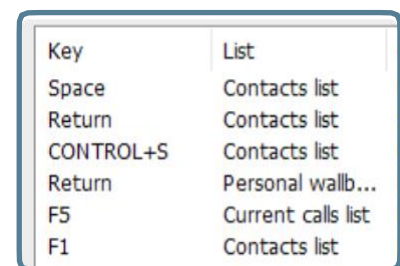 Key List
Space Contacts list
Return Contacts list
CONTROL+S Contacts list
Return Personal wallb...
F5 Current calls list
F1 Contacts list